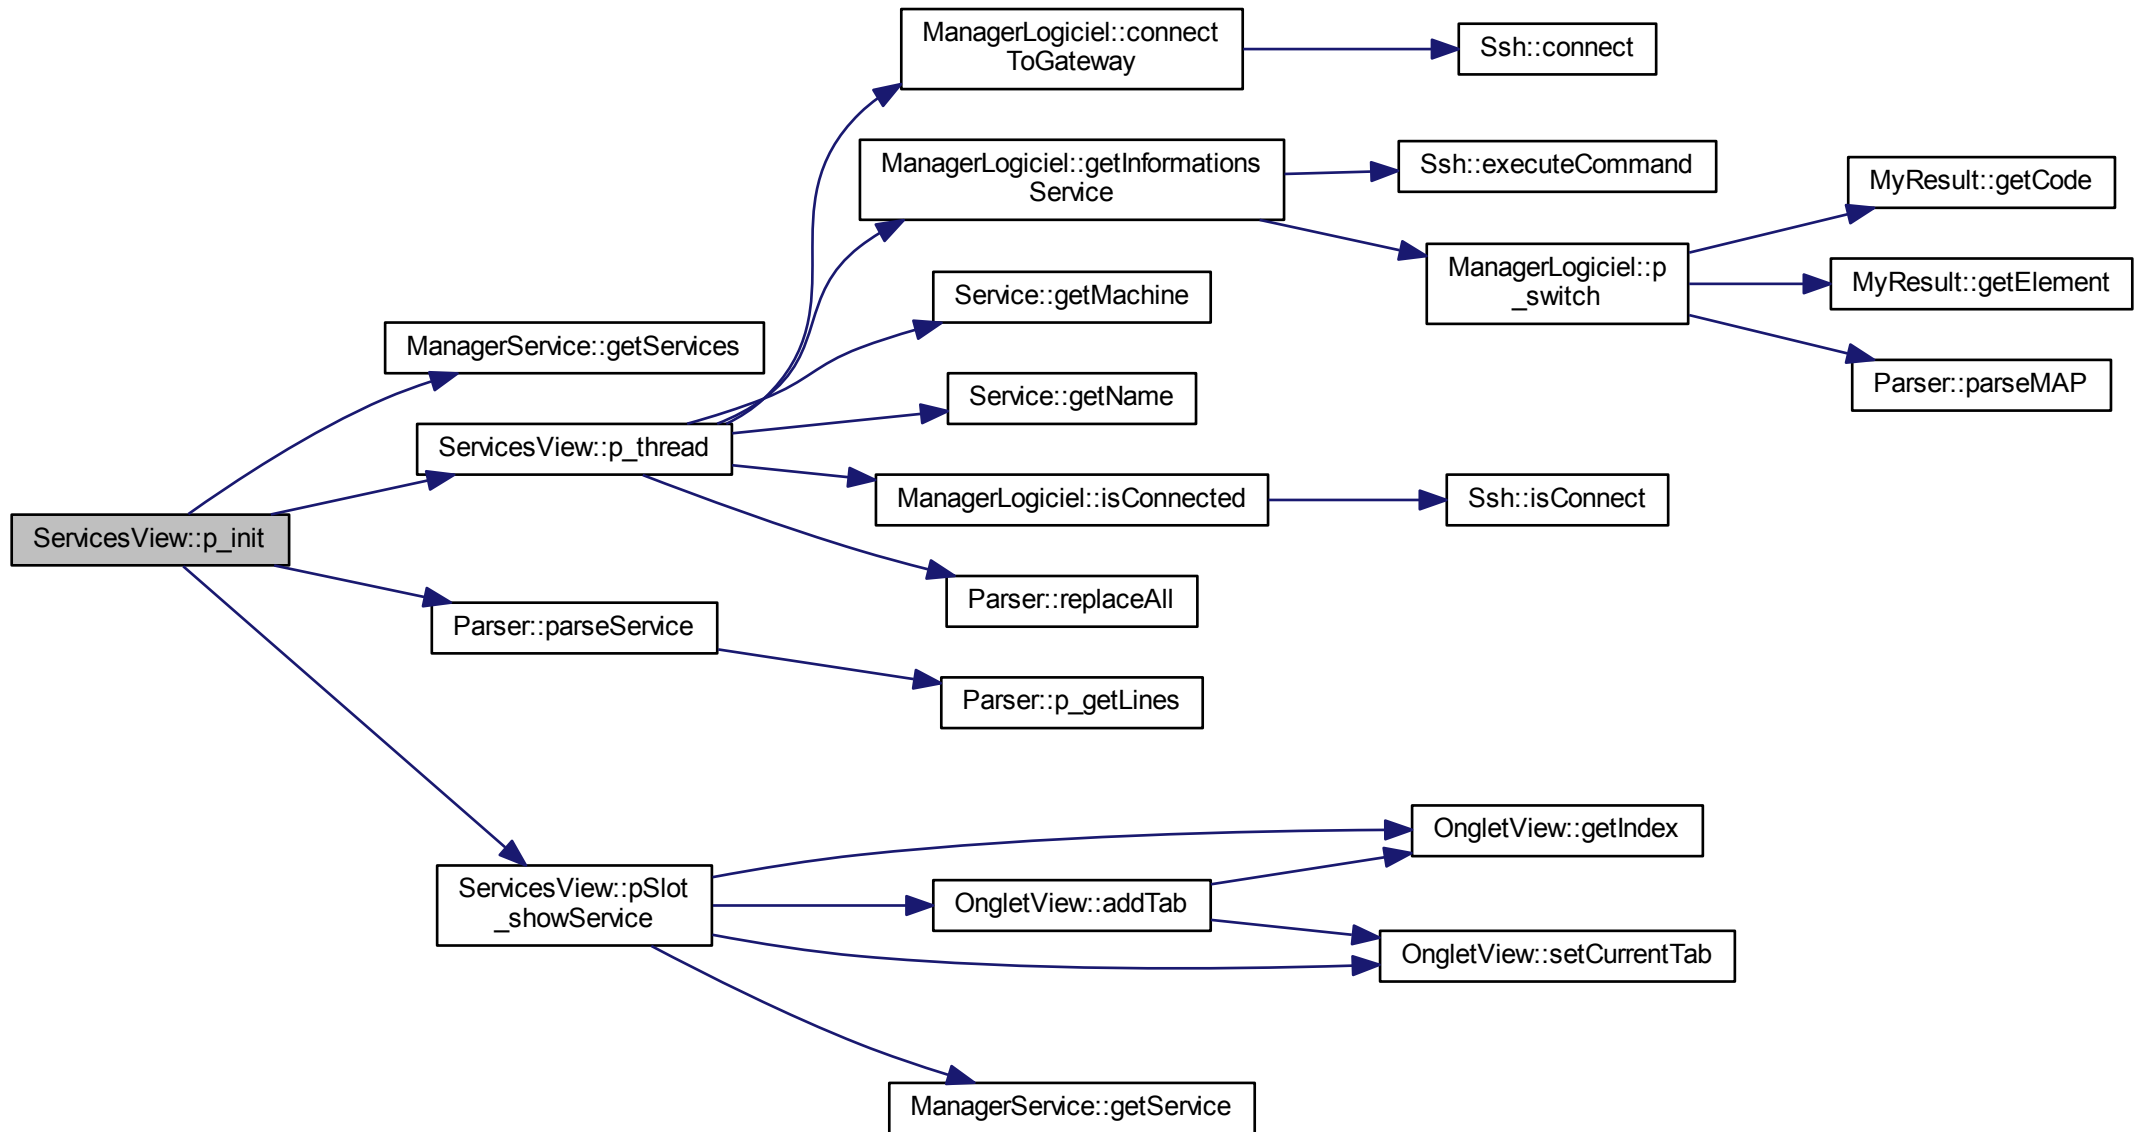 ManagerLogiciel::connect
ToGateway
Ssh::connect
ManagerLogiciel::getInformations
Service
Ssh::executeCommand
MyResult::getCode
ManagerLogiciel::p
_switch
MyResult::getElement
Service::getMachine
ManagerService::getServices
Parser::parseMAP
Service::getName
ServicesView::p_thread
ManagerLogiciel::isConnected
Ssh::isConnect
ServicesView::p_init
Parser::replaceAll
Parser::parseService
Parser::p_getLines
OngletView::getIndex
ServicesView::pSlot
_showService
OngletView::addTab
OngletView::setCurrentTab
ManagerService::getService